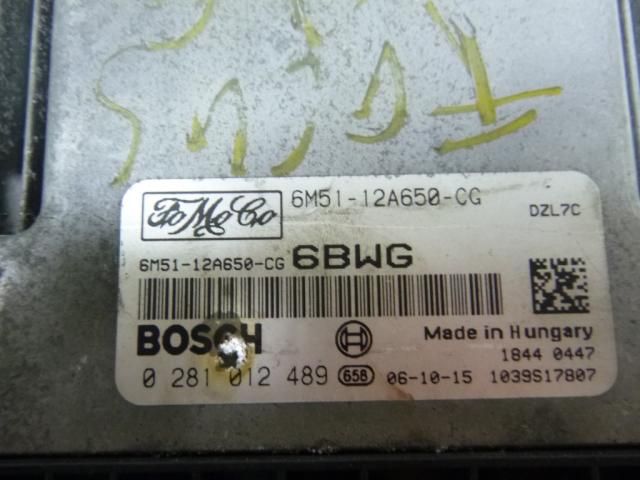 FOCUS
FoMoCo
6M51-12A650-CG
DZL7C
6M51-12A650-CG 6BWG
BOSCH
Made in Hungary
1844 0447
0 281 012 489 658 06-10-15 1039S17807